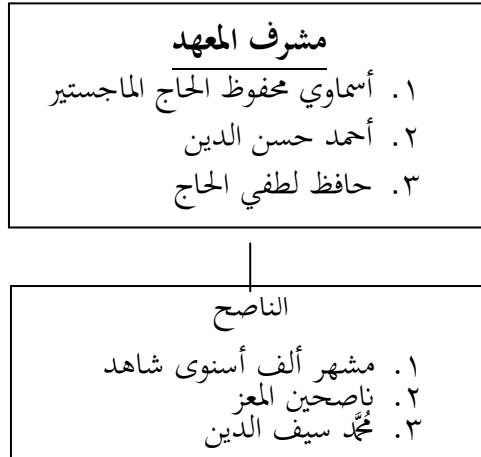 مشرف المعهد
١. أسماوي محفوظ الحاج الماجستير
٢. أحمد حسن الدين
٣. حافظ لطفي الحاج
الناصح
١. مشهر ألف أسنوى شاهد
٢. ناصحين المعز
٣. مُحَّد سيف الدين